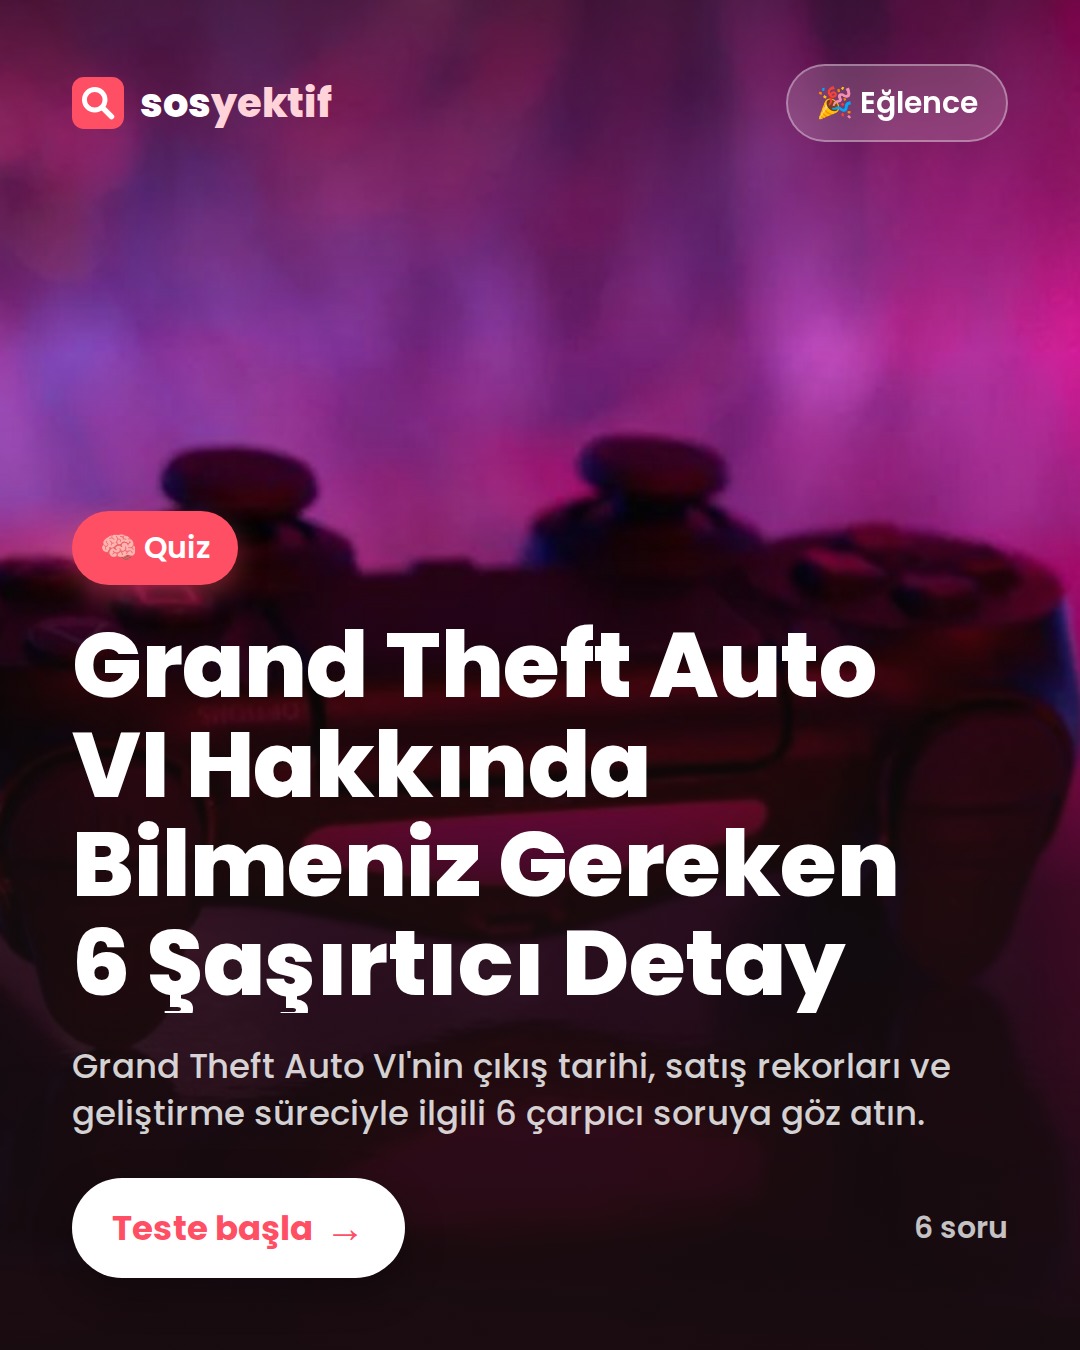 sosyektif
🎉 Eğlence
🧠 Quiz
Grand Theft Auto
VI Hakkında
Bilmeniz Gereken
6 Şaşırtıcı Detay
Grand Theft Auto VI'nin çıkış tarihi, satış rekorları ve
geliştirme süreciyle ilgili 6 çarpıcı soruya göz atın.
Teste başla →
6 soru